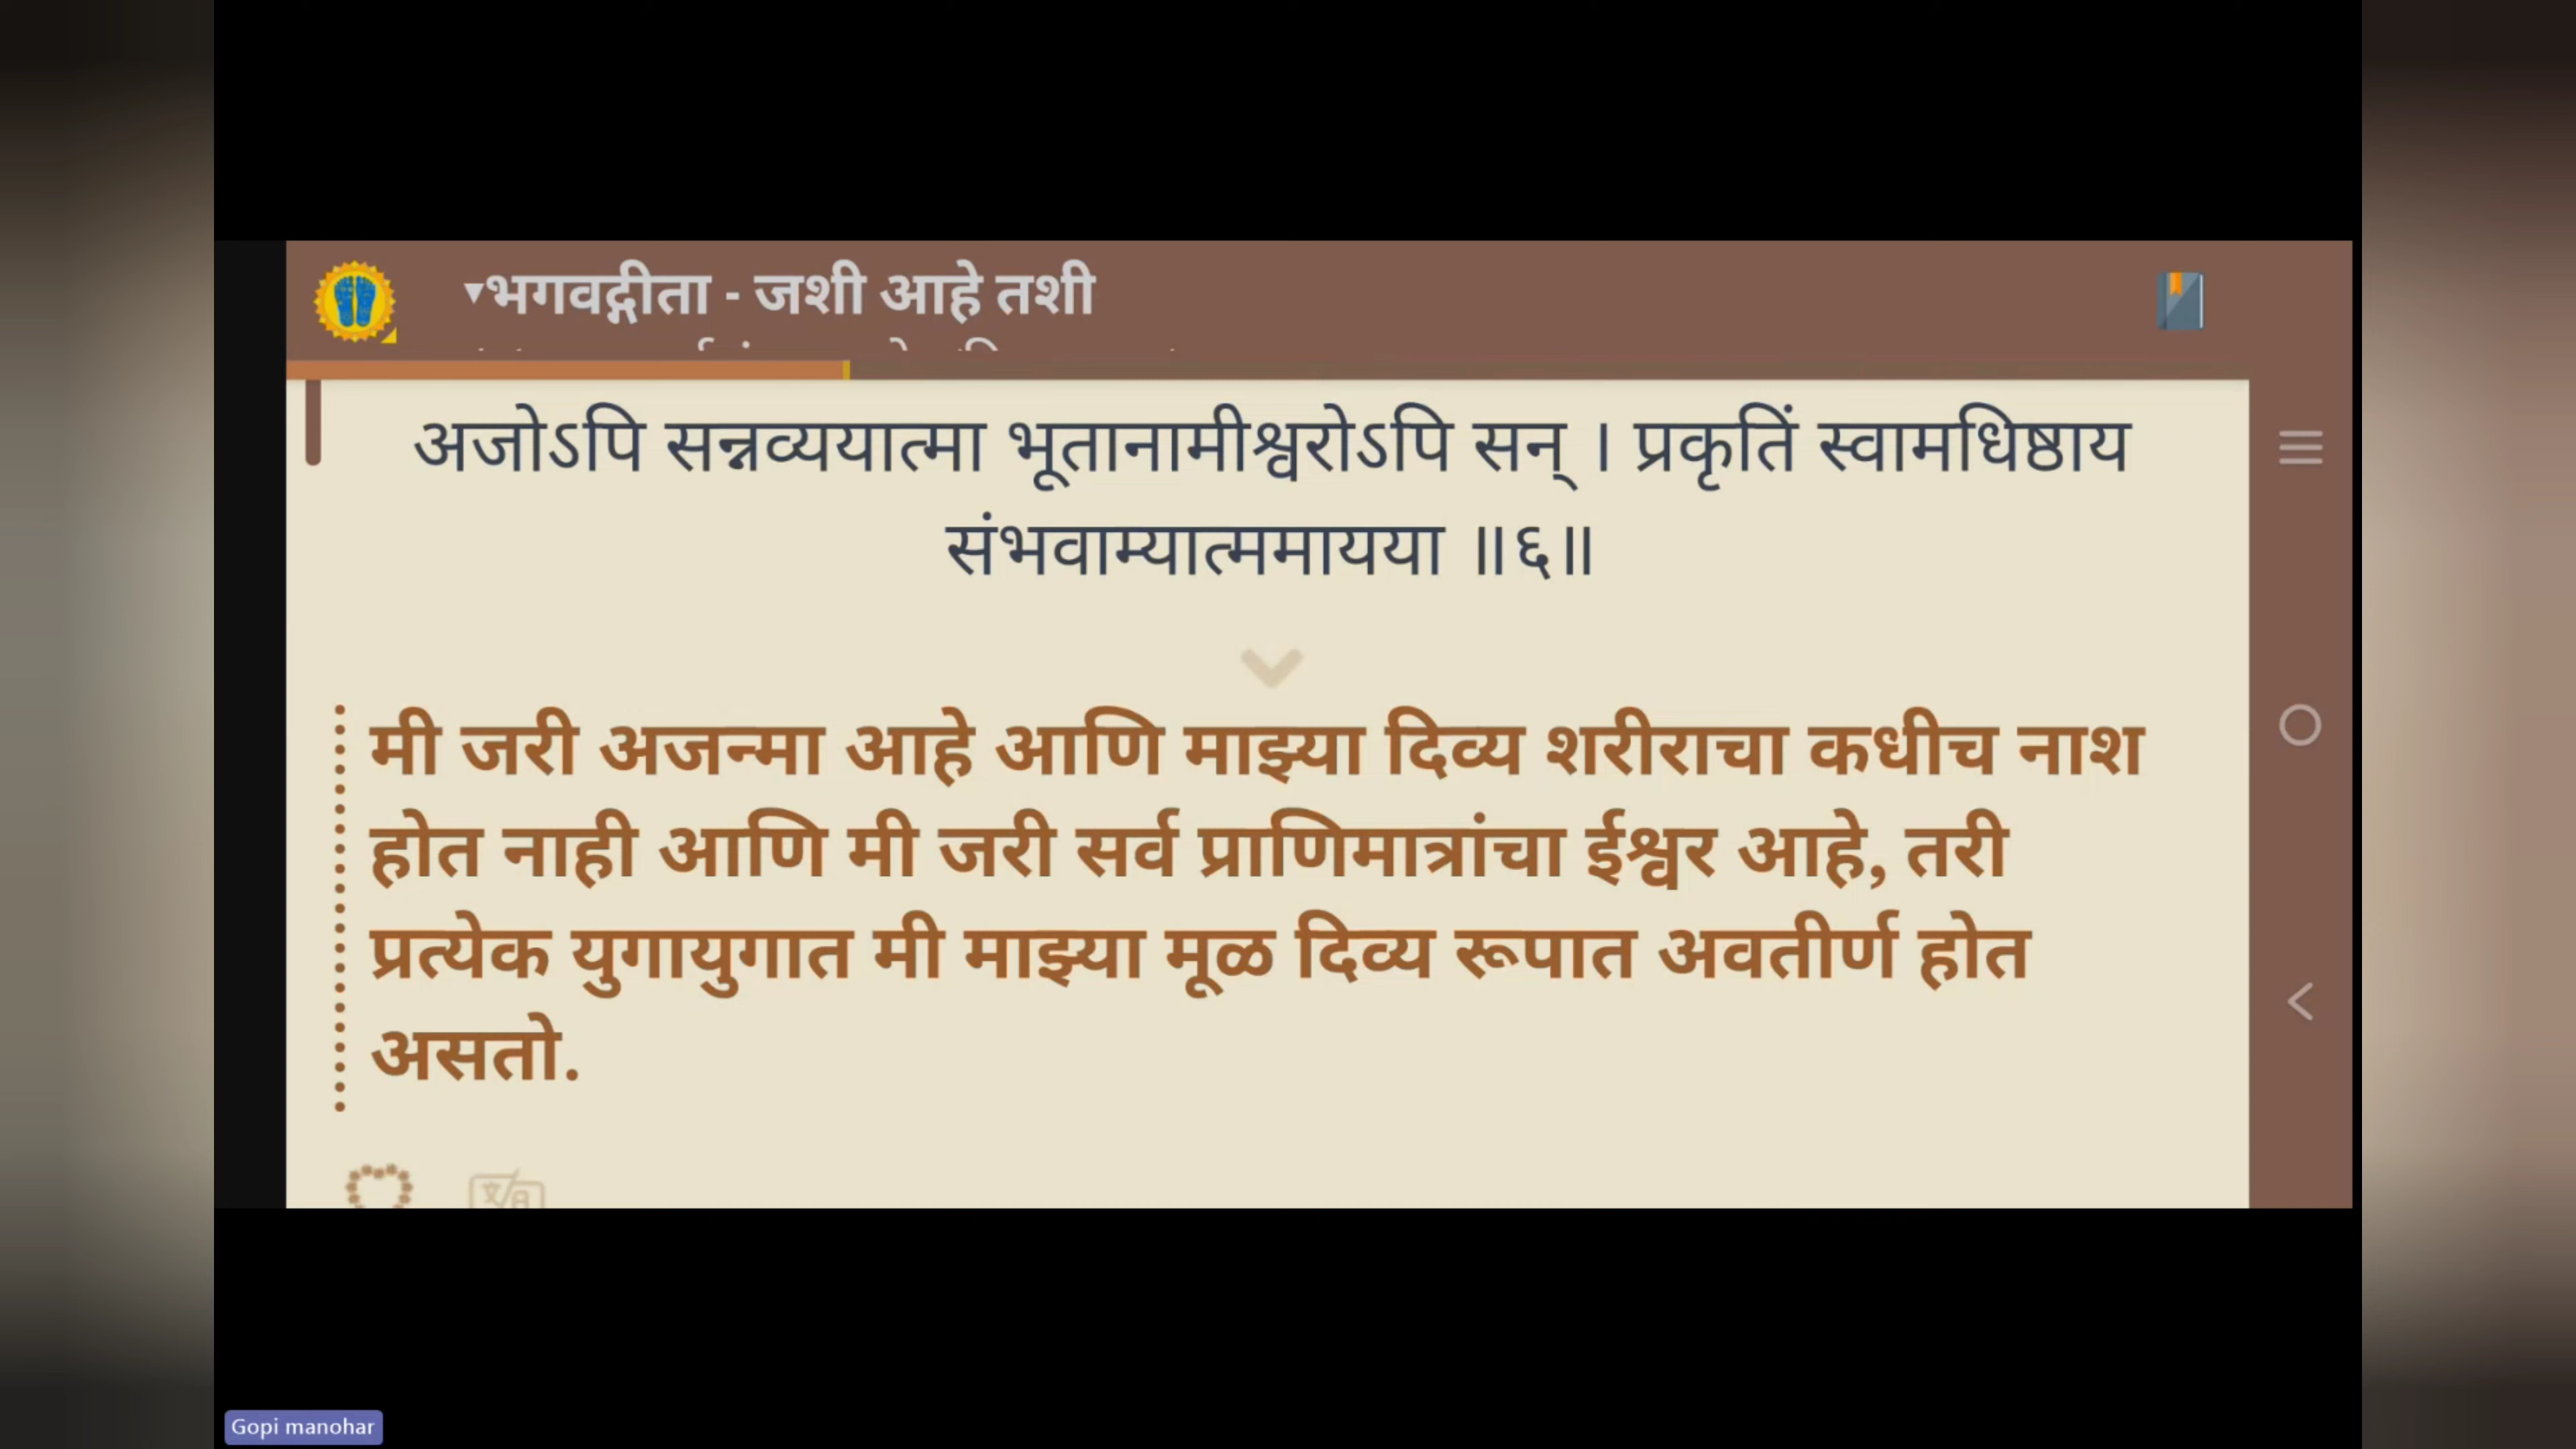 ▾भगवद्गीता - जशी आहे तशी
अजोऽपि सन्नव्ययात्मा भूतानामीश्वरोऽपि सन् । प्रकृतिं स्वामधिष्ठाय
संभवाम्यात्ममायया ॥६॥
मी जरी अजन्मा आहे आणि माझ्या दिव्य शरीराचा कधीच नाश
होत नाही आणि मी जरी सर्व प्राणिमात्रांचा ईश्वर आहे, तरी
प्रत्येक युगायुगात मी माझ्या मूळ दिव्य रूपात अवतीर्ण होत
असतो.
Gopi manohar